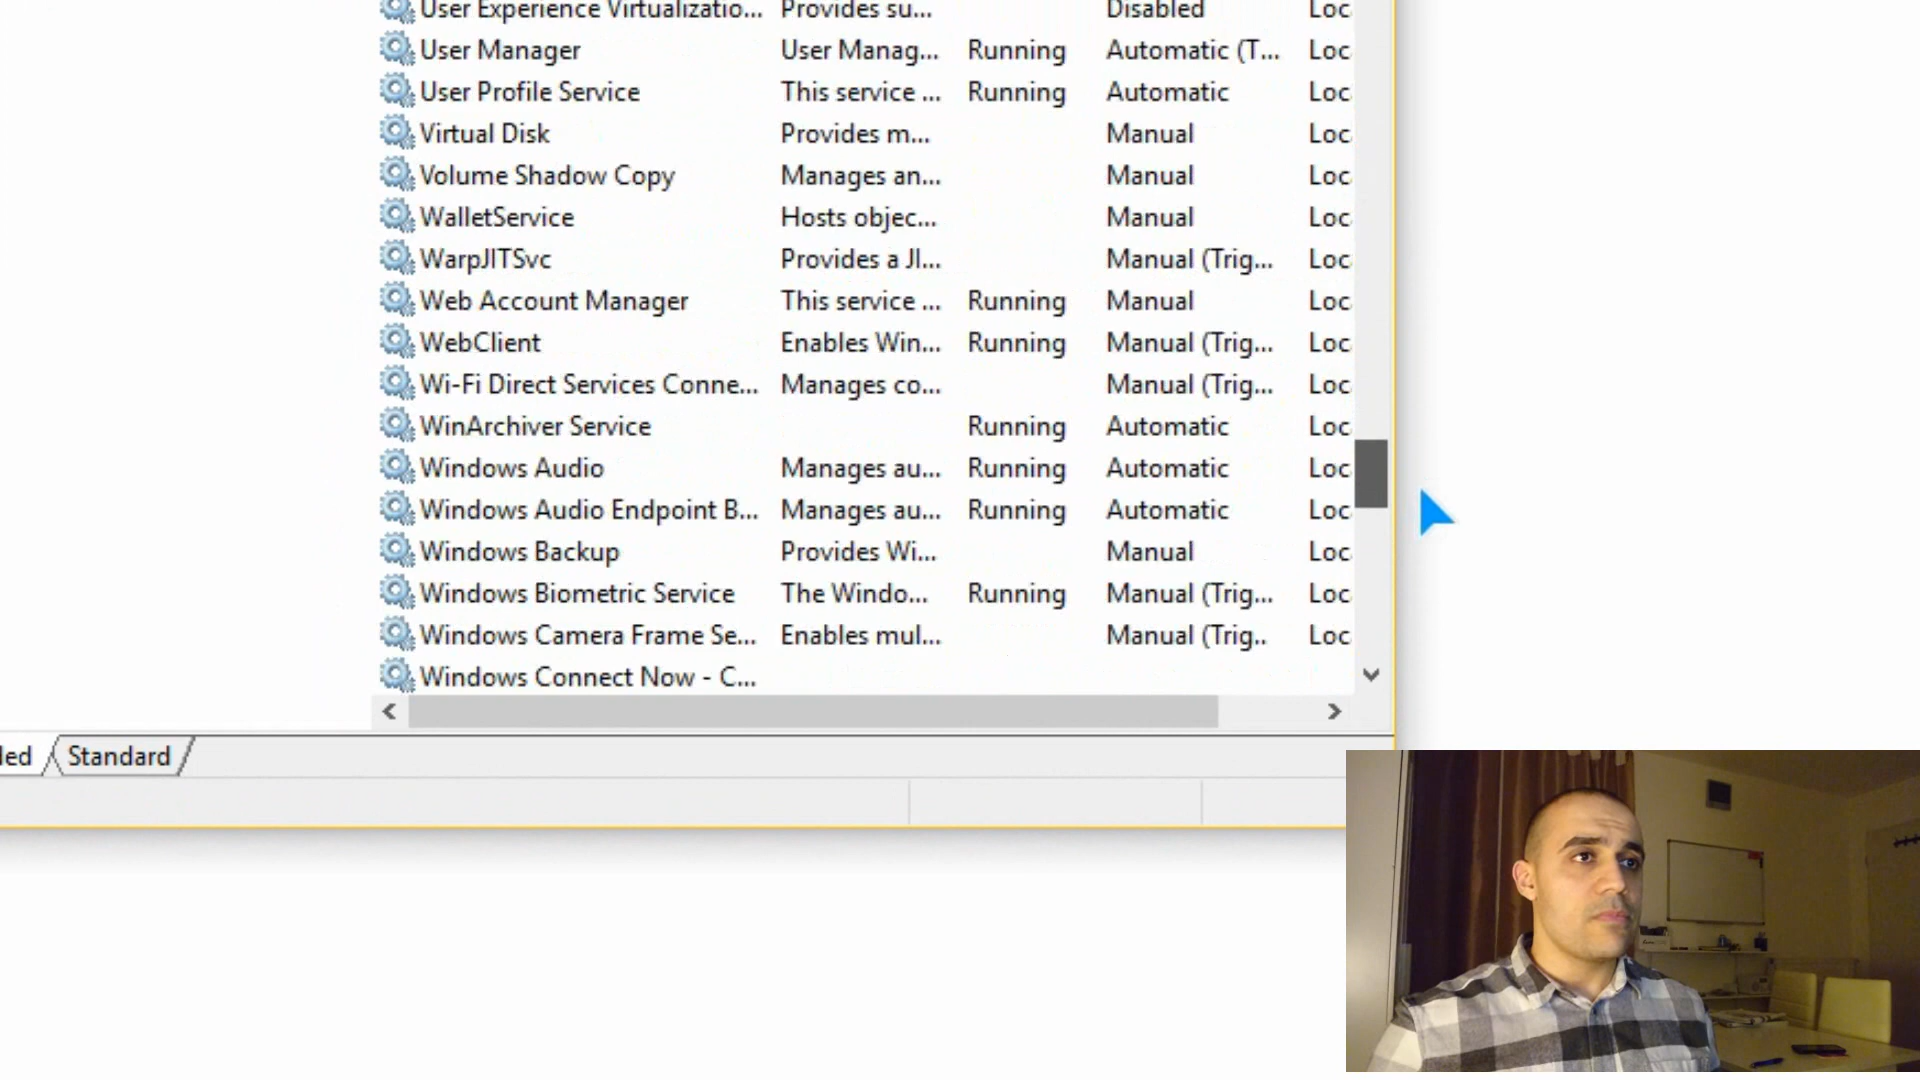 User Experience Virtualizatio... Provides su... Disabled Loc
User Manager User Manag... Running Automatic (T... Loc
User Profile Service This service ... Running Automatic Loc
Virtual Disk Provides m... Manual Loc
Volume Shadow Copy Manages an... Manual Loc
WalletService Hosts objec... Manual Loc
WarpJITSvc Provides a JI... Manual (Trig... Loc
Web Account Manager This service ... Running Manual Loc
WebClient Enables Win... Running Manual (Trig... Loc
Wi-Fi Direct Services Conne... Manages co... Manual (Trig... Loc
WinArchiver Service Running Automatic Loc
Windows Audio Manages au... Running Automatic Loc
Windows Audio Endpoint B... Manages au... Running Automatic Loc
Windows Backup Provides Wi... Manual Loc
Windows Biometric Service The Windo... Running Manual (Trig... Loc
Windows Camera Frame Se... Enables mul... Manual (Trig.. Loc
Windows Connect Now - C...
ded Standard